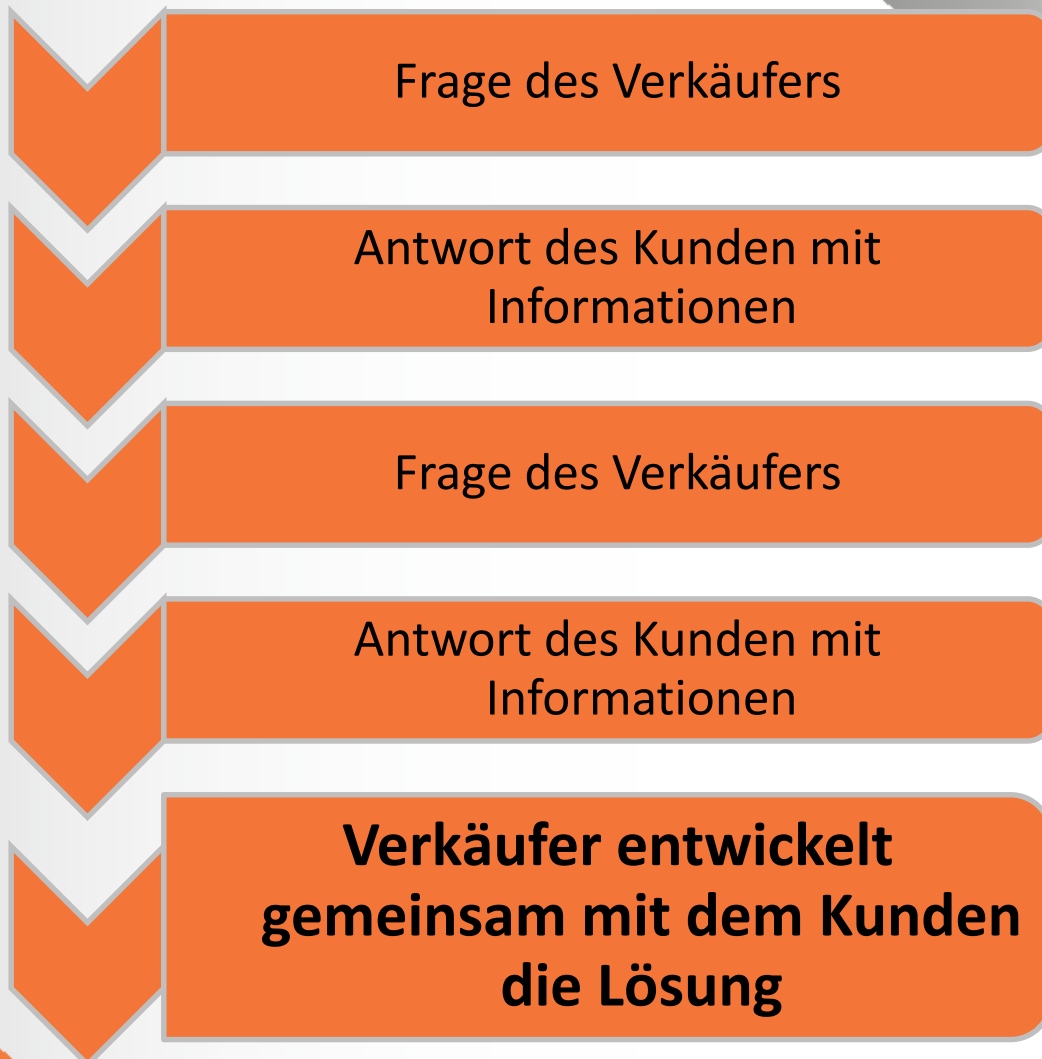 Frage des Verkäufers
Antwort des Kunden mit
Informationen
Frage des Verkäufers
Antwort des Kunden mit
Informationen
Verkäufer entwickelt
gemeinsam mit dem Kunden
die Lösung